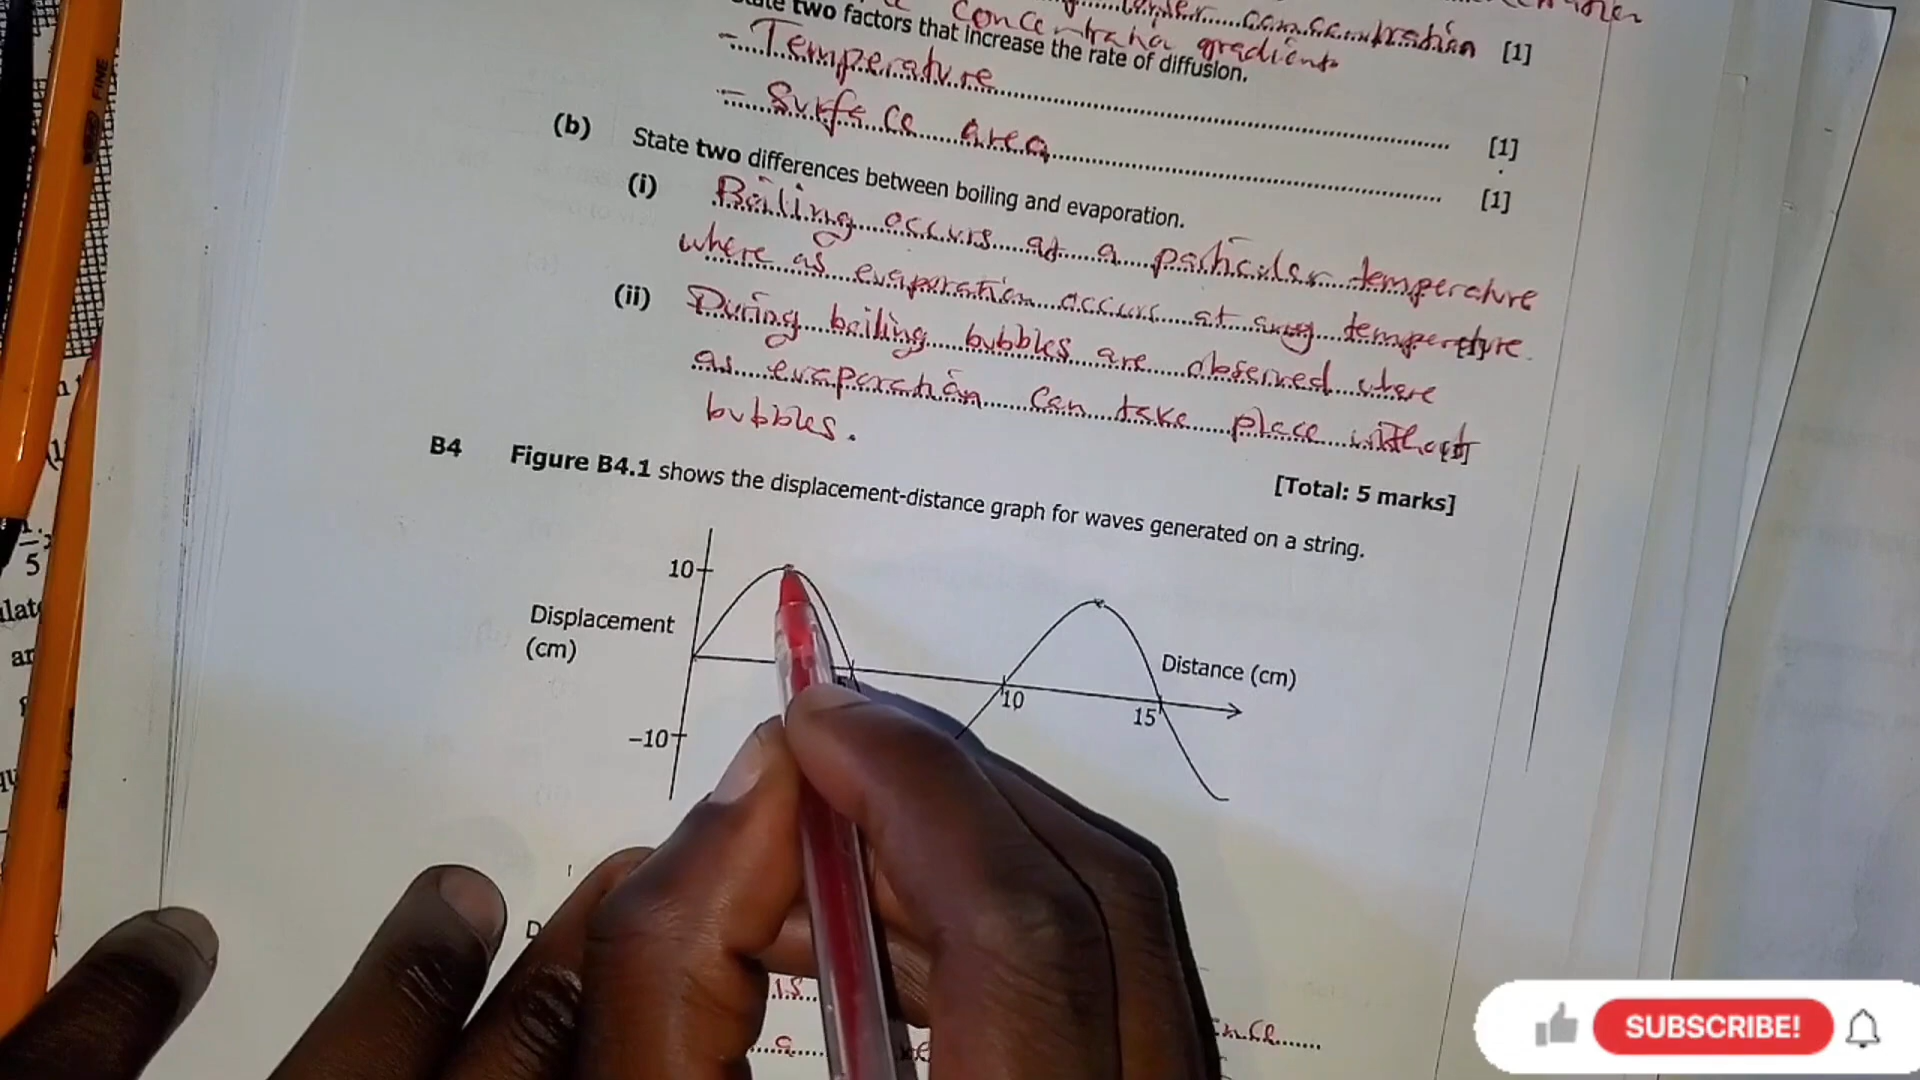 concentration [1]
concentration gradient
two factors that increase the rate of diffusion.
- Temperature [1]
- Surface area [1]
(b) State two differences between boiling and evaporation.
(i) Boiling occurs at a particular temperature
where as evaporation occurs at any temperature.
(ii) During boiling bubbles are observed where
as evaporation can take place without
bubbles.
[Total: 5 marks]
B4 Figure B4.1 shows the displacement-distance graph for waves generated on a string.
10
Displacement
(cm)
Distance (cm)
5
10
15
-10
is
a
FINE
5
SUBSCRIBE!